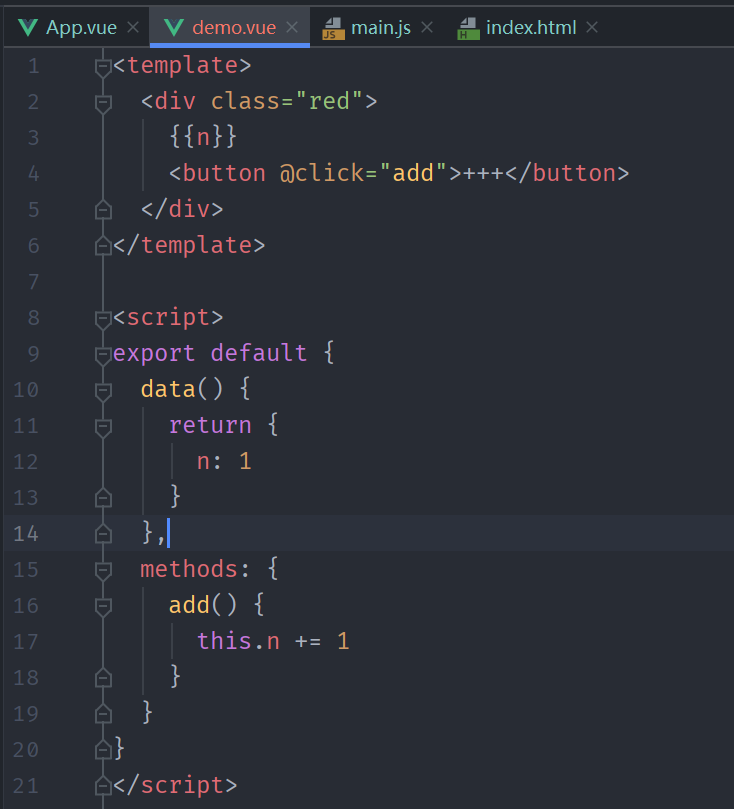 App.vue demo.vue main.js index.html
1 <template>
2   <div class="red">
3     {{n}}
4     <button @click="add">+++</button>
5   </div>
6 </template>
7
8 <script>
9 export default {
10   data() {
11     return {
12       n: 1
13     }
14   },
15   methods: {
16     add() {
17       this.n += 1
18     }
19   }
20 }
21 </script>